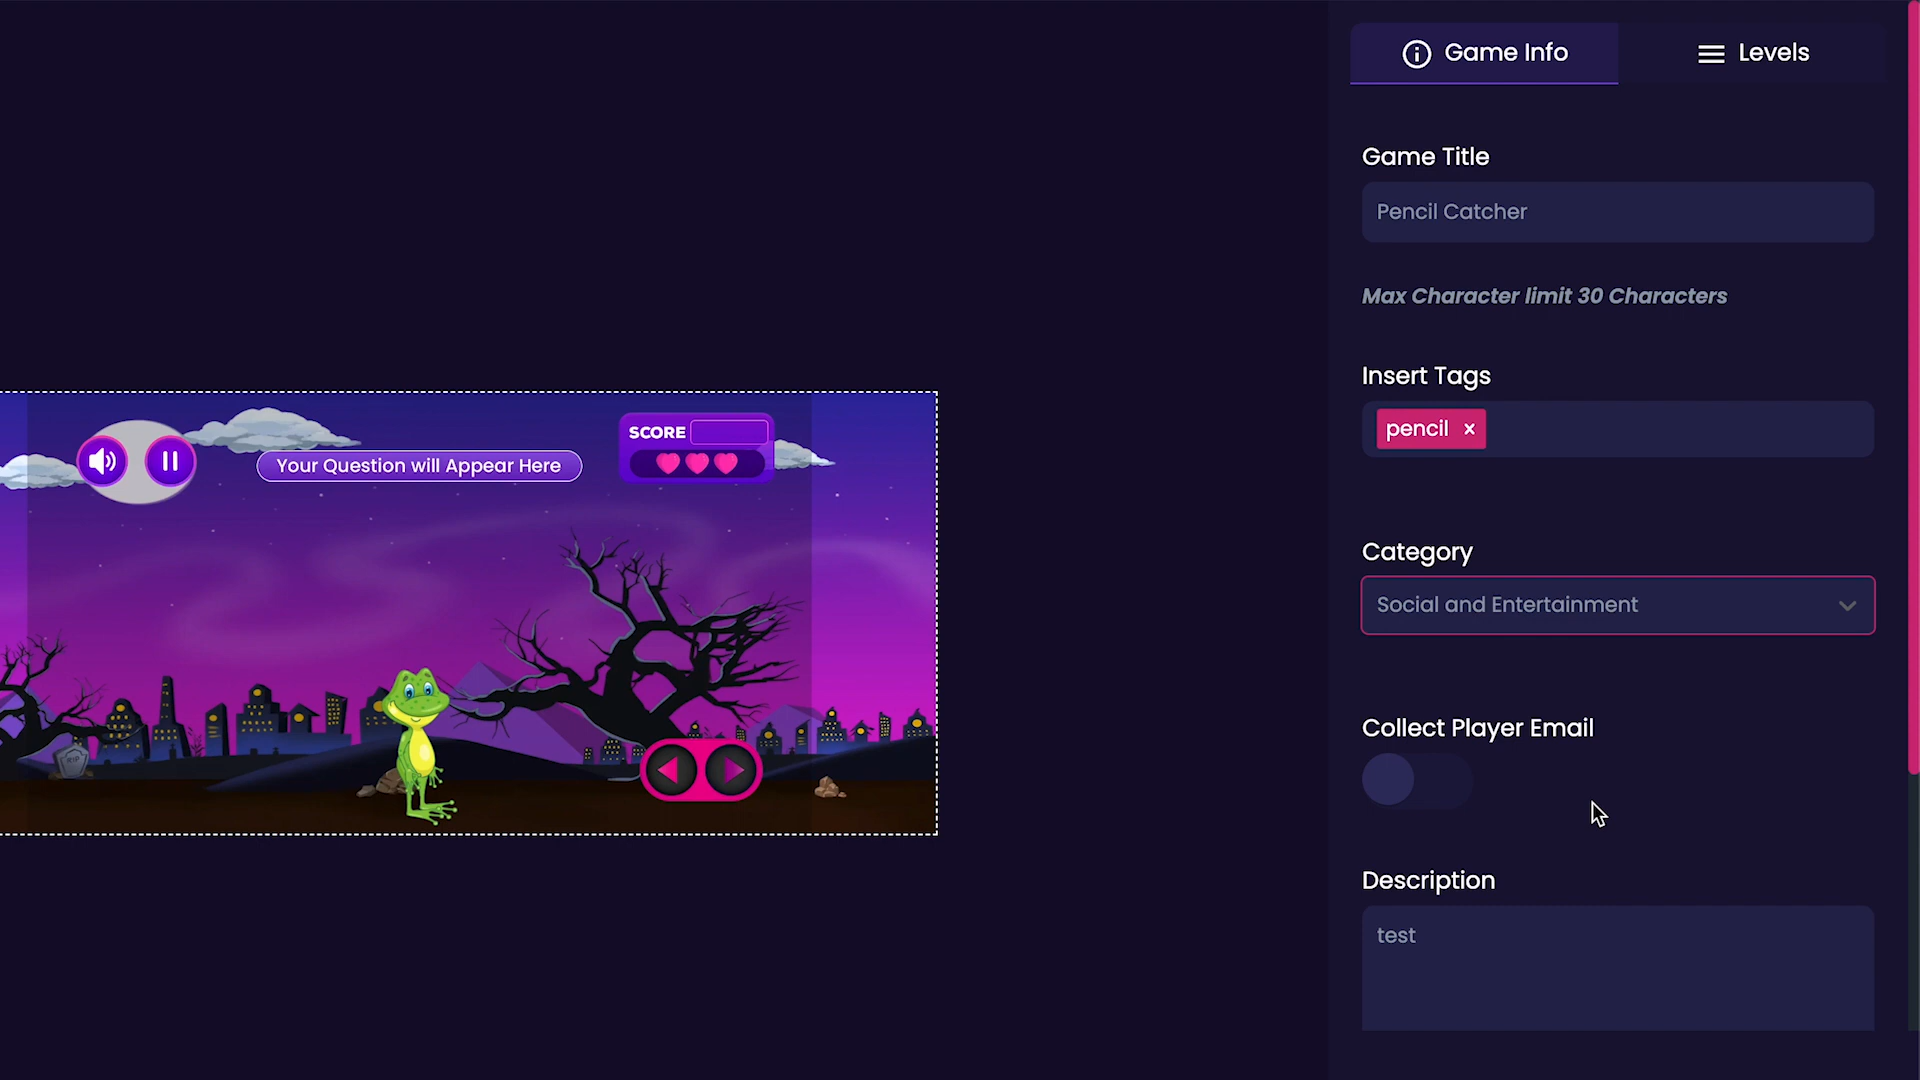 Game Info
Levels
Game Title
Pencil Catcher
Max Character limit 30 Characters
Insert Tags
pencil ×
Category
Social and Entertainment
Collect Player Email
Description
test
SCORE
Your Question will Appear Here
RIP